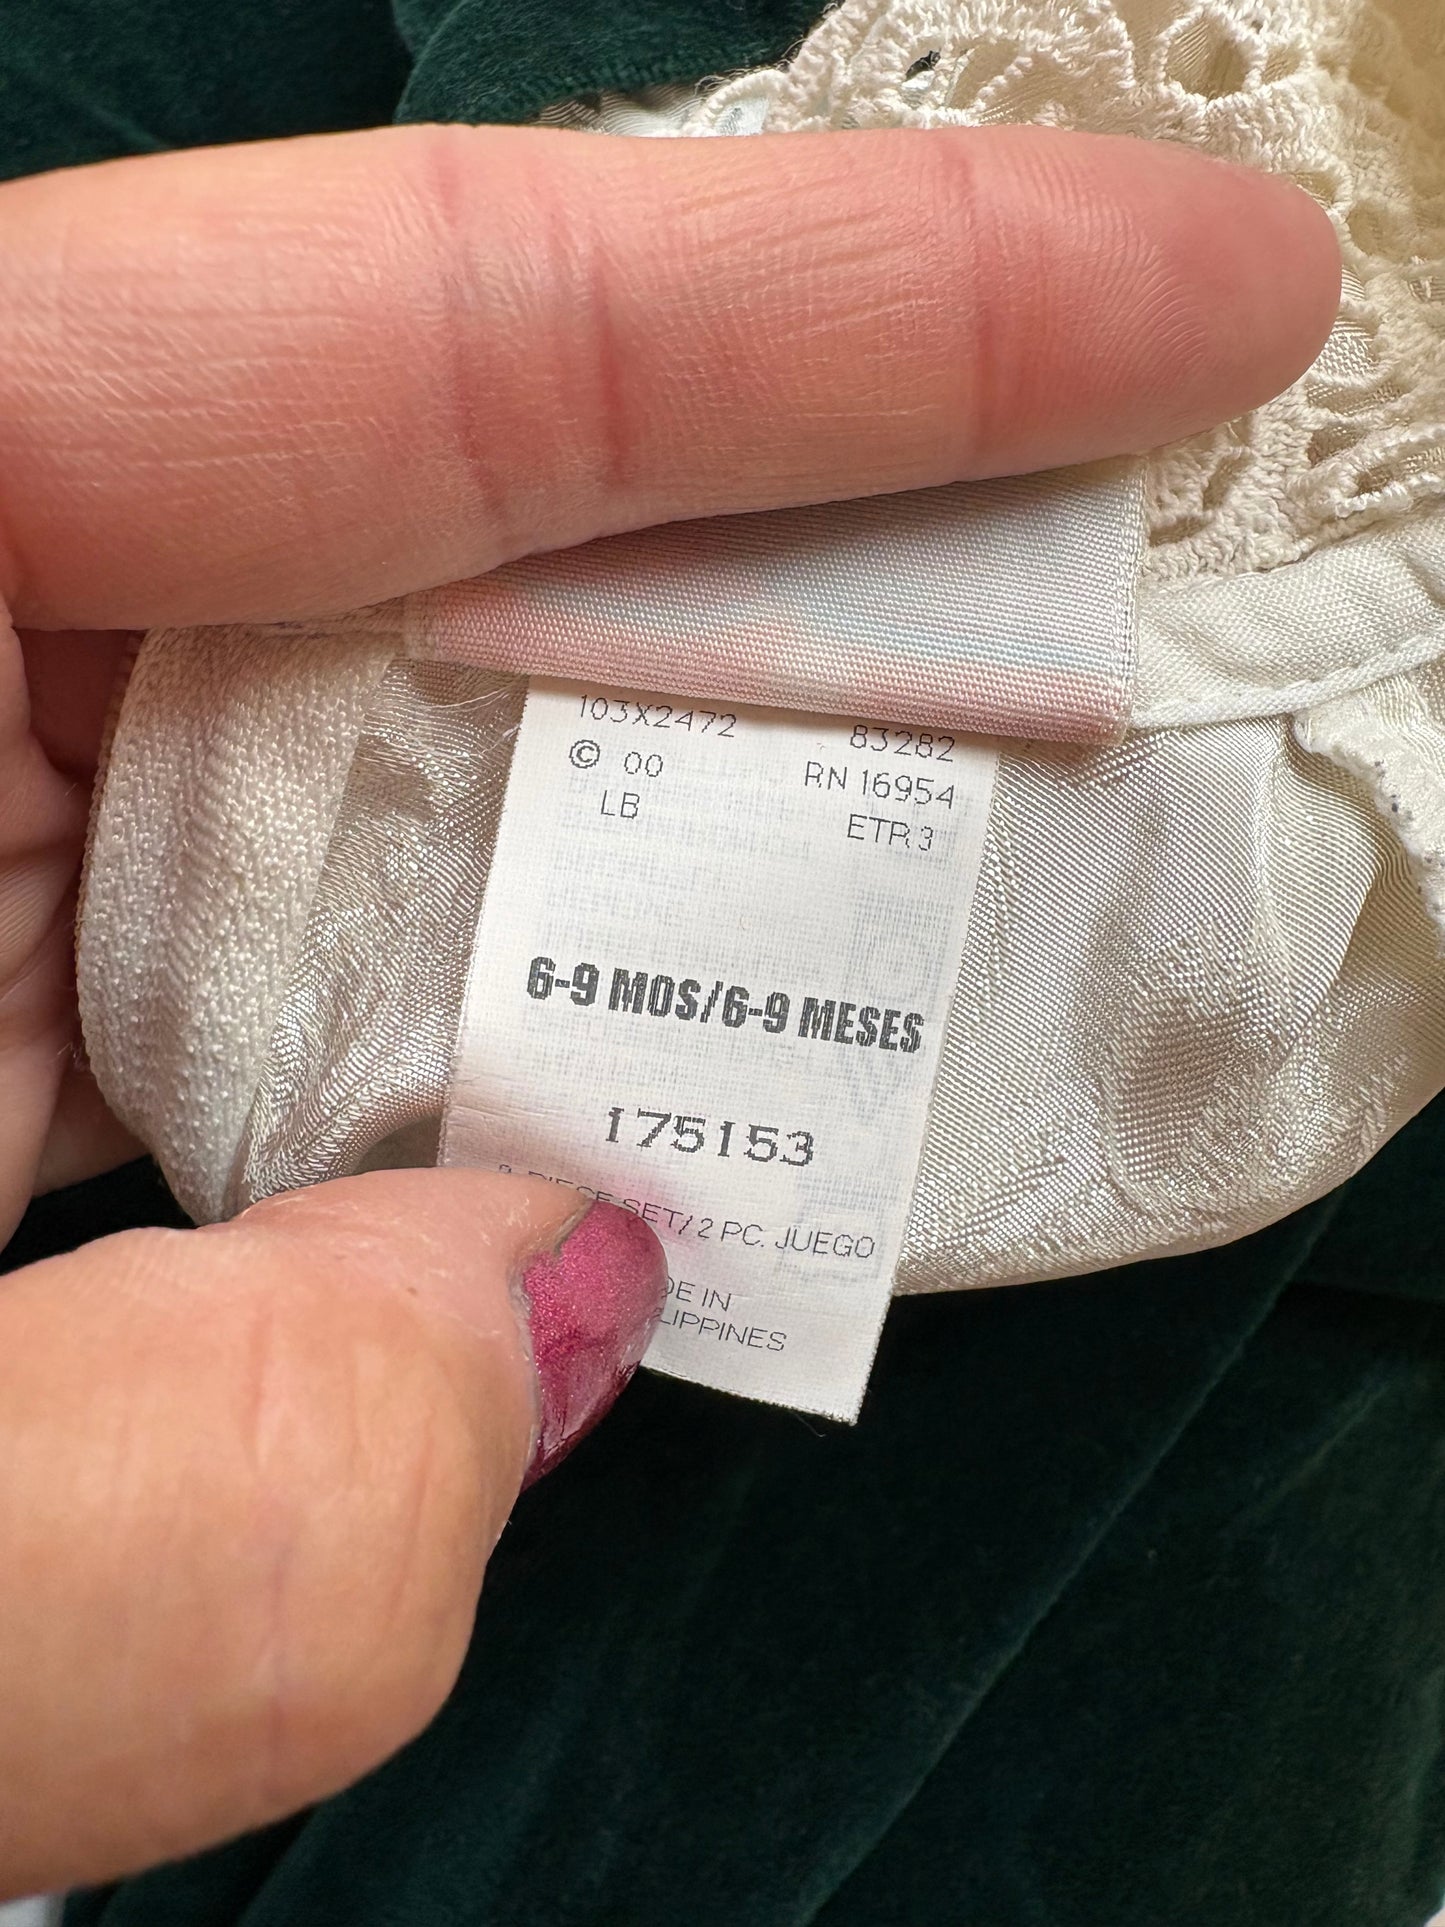 103X2472 83282
© 00 RN 16954
LB ETR 3
6-9 MOS/6-9 MESES
175153
PIECE SET/2 PC. JUEGO
DE IN
LIPPINES